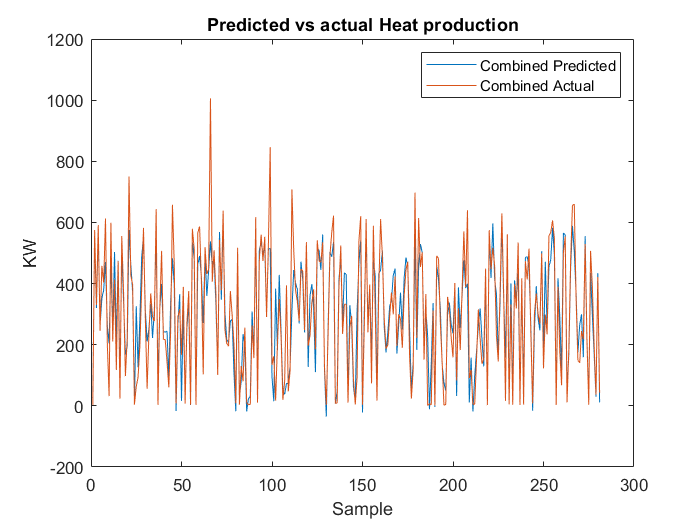 Predicted vs actual Heat production
Combined Predicted
Combined Actual
1200
1000
800
600
400
200
0
-200
KW
0 50 100 150 200 250 300
Sample